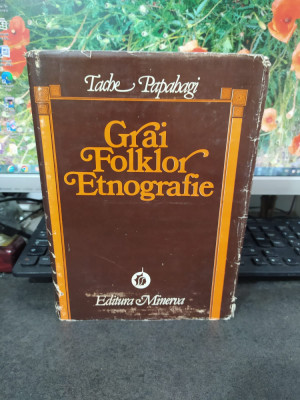 Tache Papahagi
Grai
Folklor
Etnografie
Editura Minerva